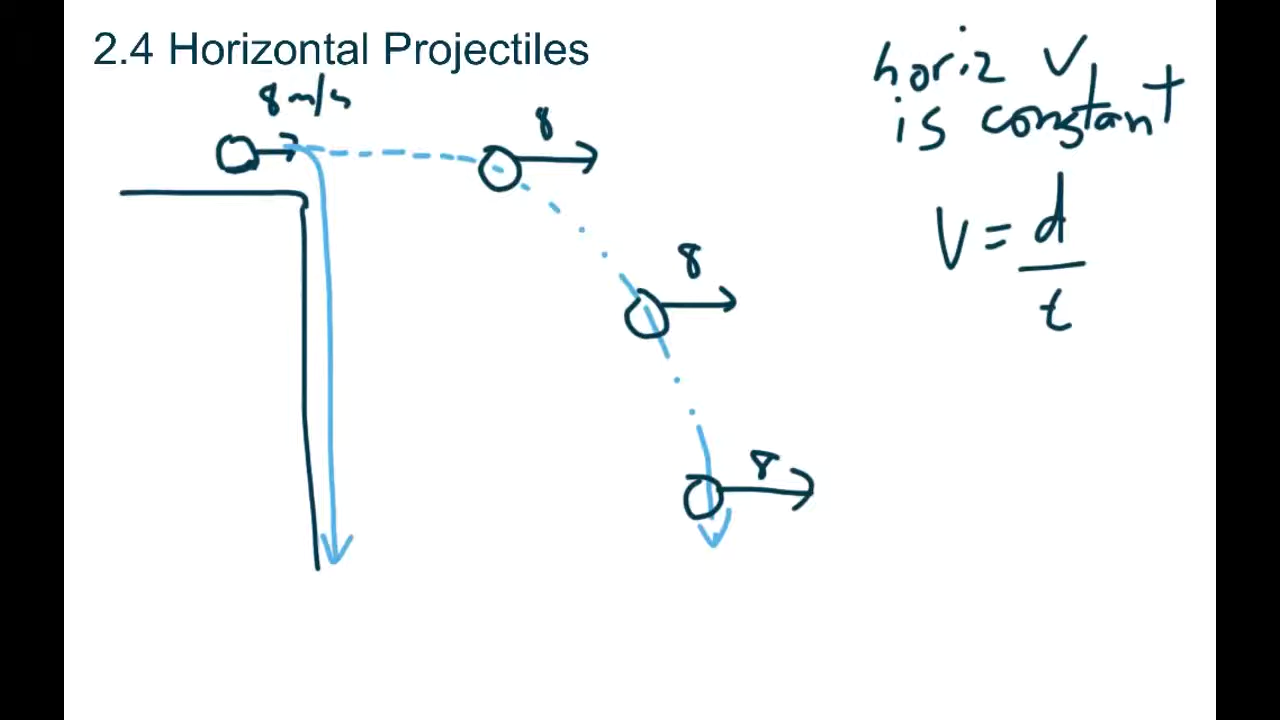 2.4 Horizontal Projectiles
8 m/s
8
8
8
horiz v
is constant
v = d
t